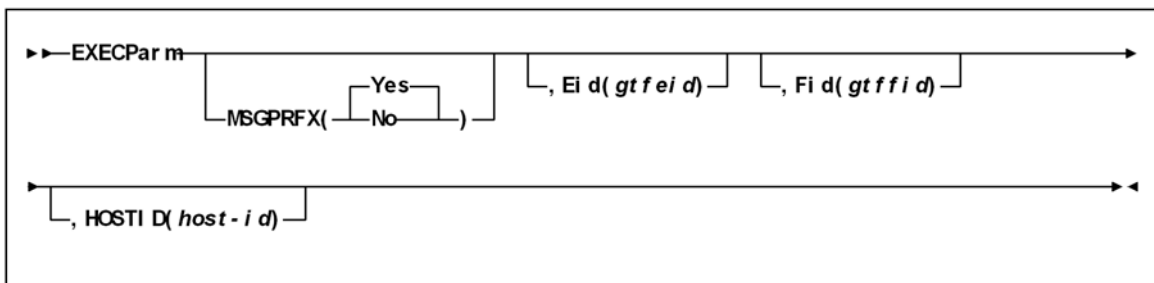 EXECParm
Yes
, Eid(gtfeid)
, Fid(gtffid)
MSGPRFX( No )
, HOSTID(host-id)